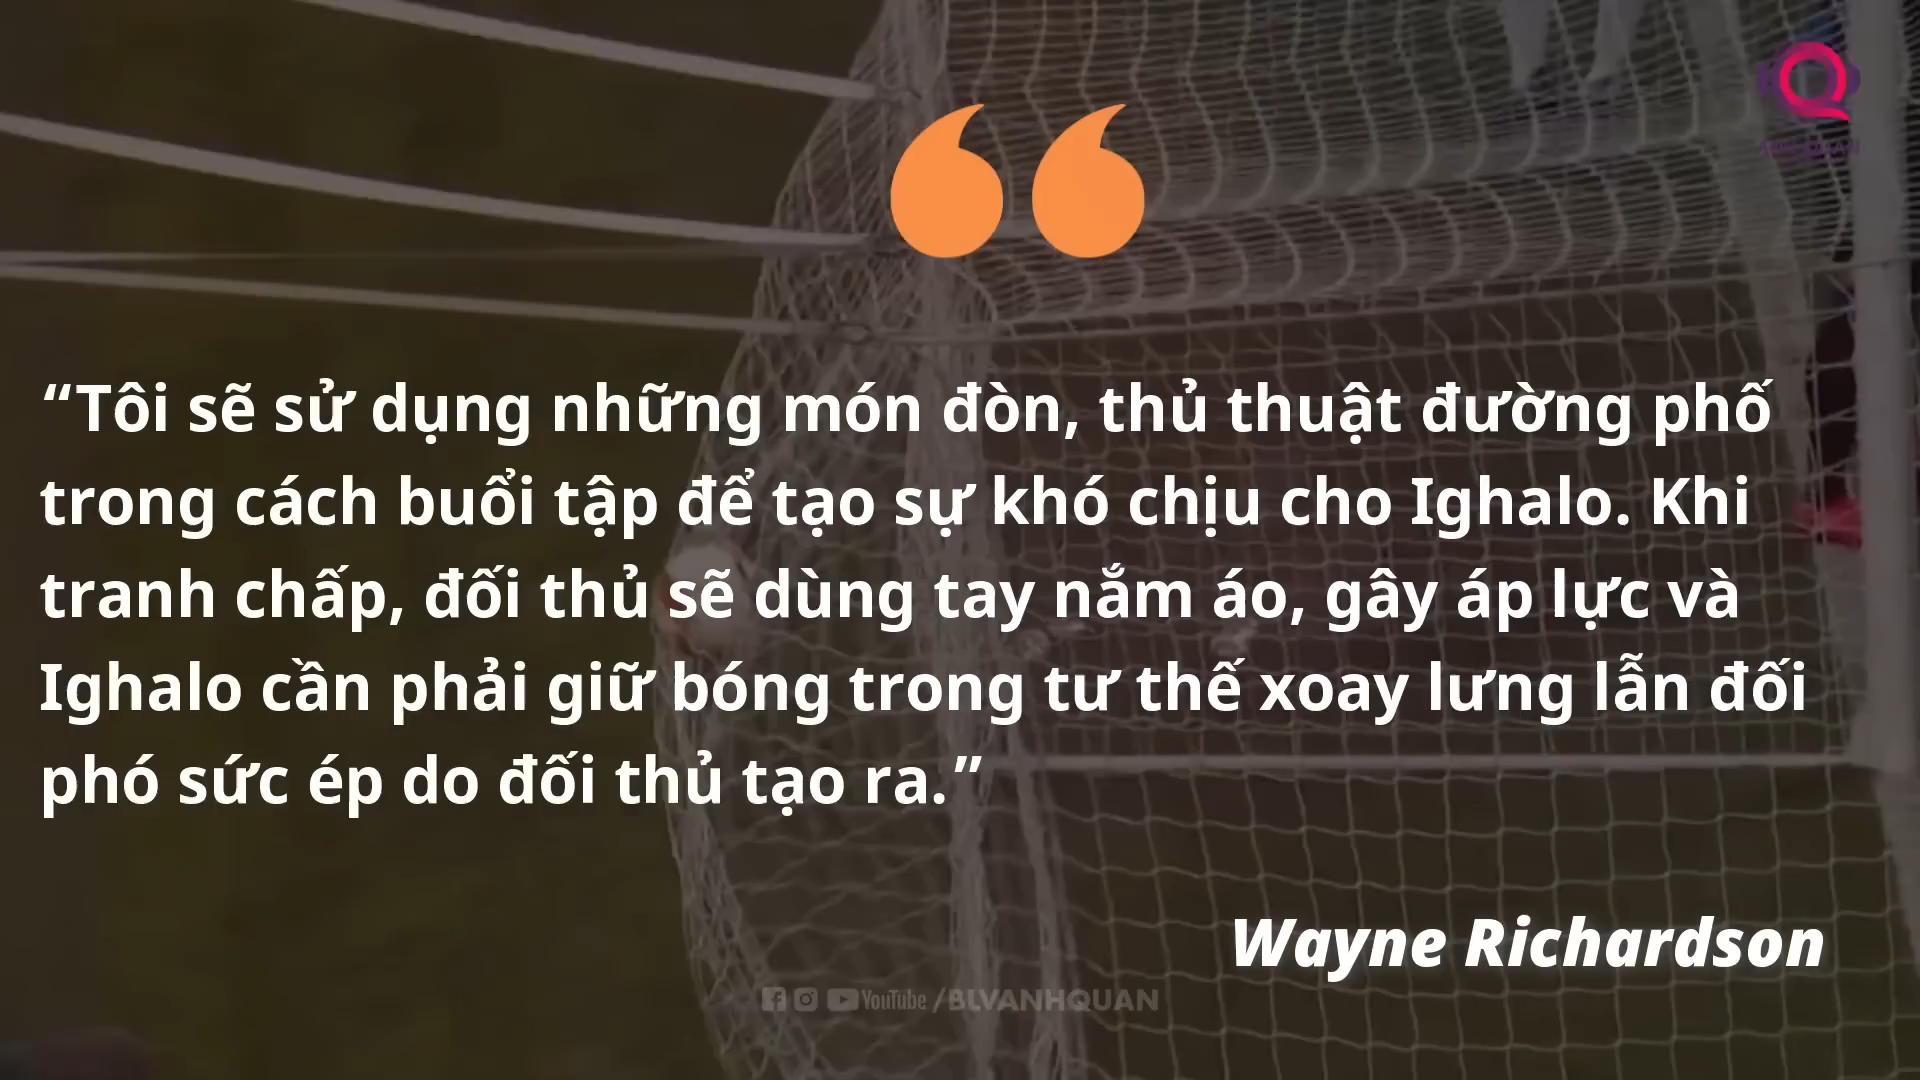 “Tôi sẽ sử dụng những món đòn, thủ thuật đường phố
trong cách buổi tập để tạo sự khó chịu cho Ighalo. Khi
tranh chấp, đối thủ sẽ dùng tay nắm áo, gây áp lực và
Ighalo cần phải giữ bóng trong tư thế xoay lưng lẫn đối
phó sức ép do đối thủ tạo ra.”
Wayne Richardson
YouTube /BLVANHQUAN